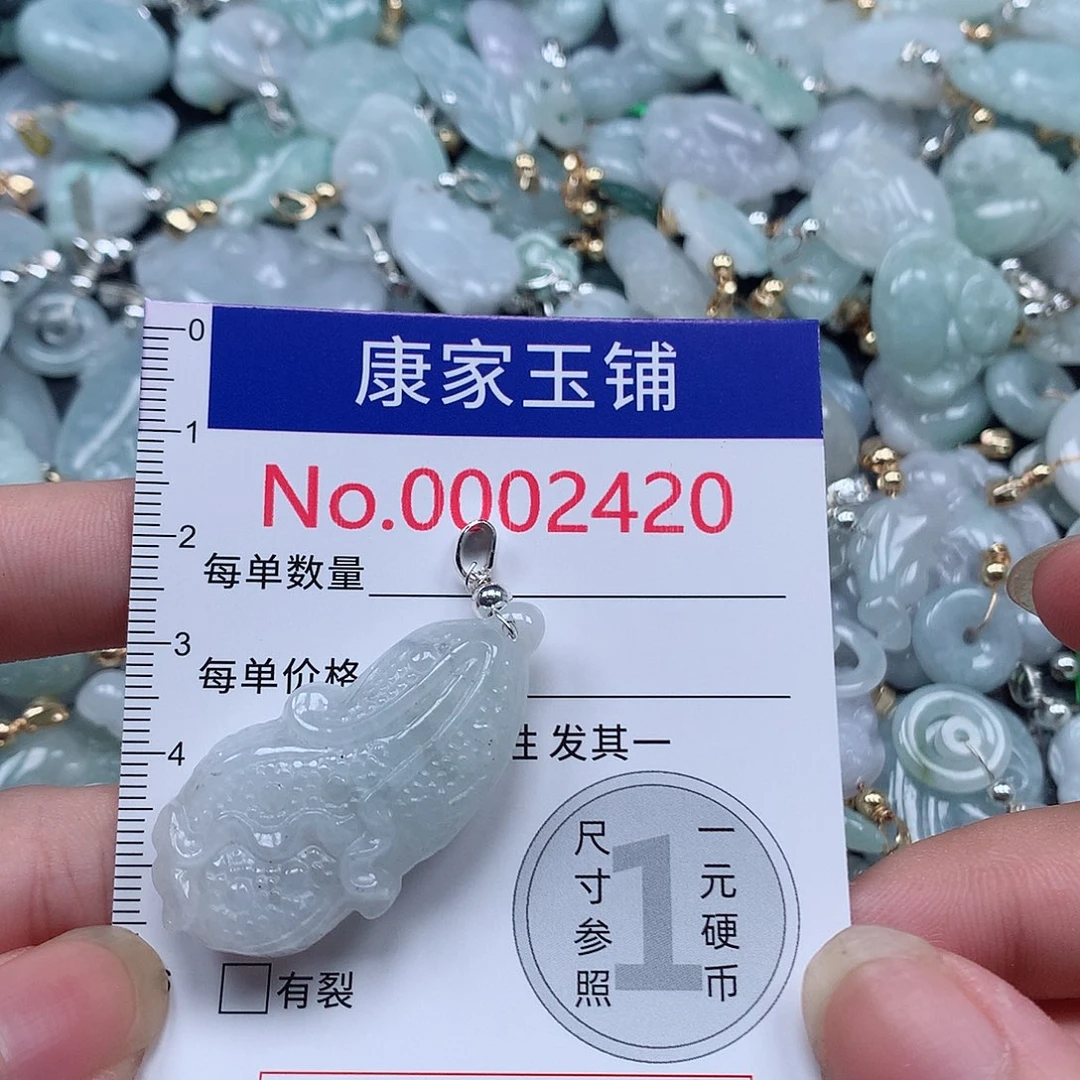 康家玉铺
No.0002420
每单数量
每单价格
发其一
有裂
尺寸参照
一元硬币
1
0
1
2
3
4